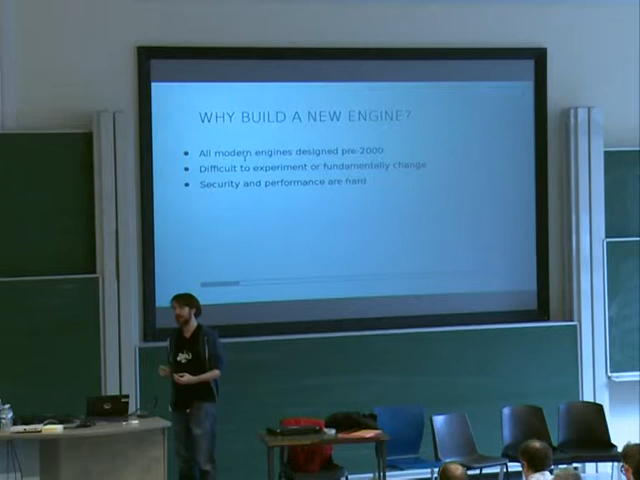 WHY BUILD A NEW ENGINE?
All modern engines designed pre-2000
Difficult to experiment or fundamentally change
Security and performance are hard